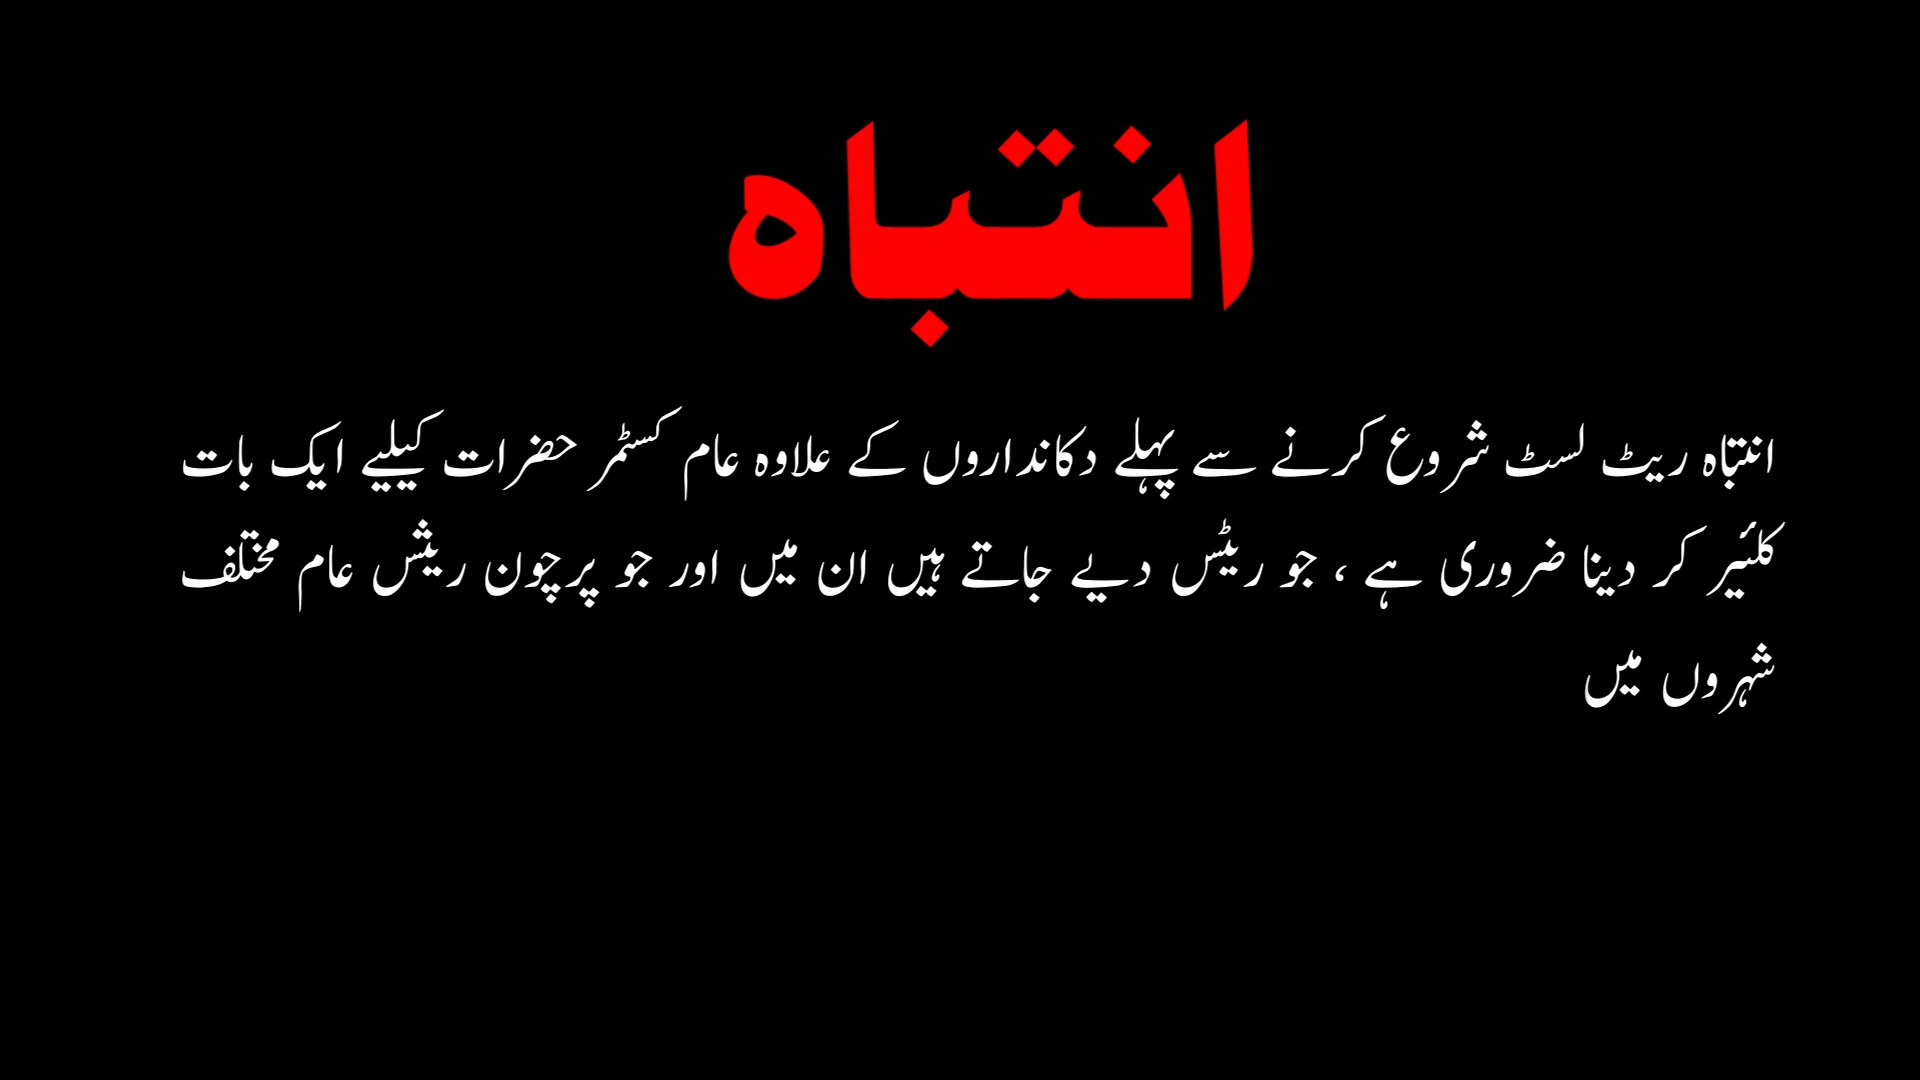 انتباہ
انتباہ ریٹ لسٹ شروع کرنے سے پہلے دکانداروں کے علاوہ عام کسٹمر حضرات کیلیے ایک بات
کلئیر کر دینا ضروری ہے ، جو ریٹس دیے جاتے ہیں ان میں اور جو پرچون ریٹس عام مختلف
شہروں میں